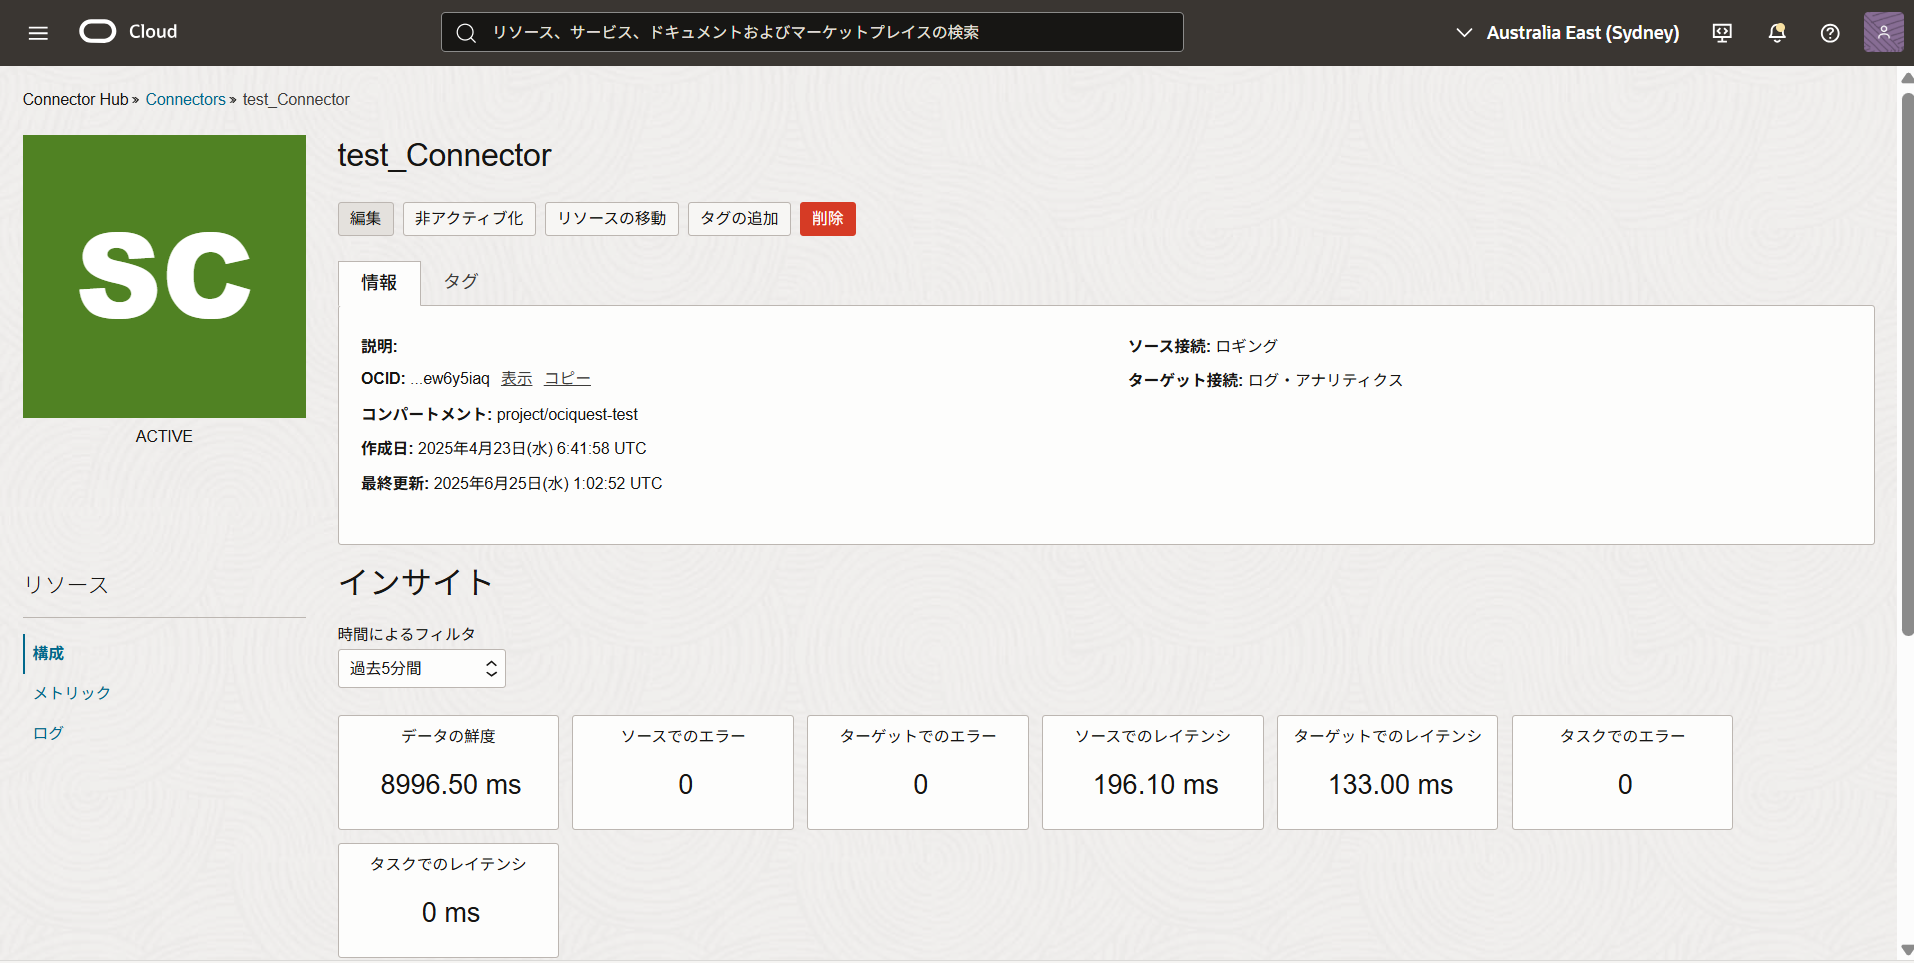 Cloud
リソース、サービス、ドキュメントおよびマーケットプレイスの検索
Australia East (Sydney)
Connector Hub » Connectors » test_Connector
sc
ACTIVE
test_Connector
編集 非アクティブ化 リソースの移動 タグの追加 削除
情報 タグ
説明:
OCID: ...ew6y5iaq 表示 コピー
コンパートメント: project/ociquest-test
作成日: 2025年4月23日(水) 6:41:58 UTC
最終更新: 2025年6月25日(水) 1:02:52 UTC
ソース接続: ロギング
ターゲット接続: ログ・アナリティクス
リソース
構成
メトリック
ログ
インサイト
時間によるフィルタ
過去5分間
データの鮮度
8996.50 ms
ソースでのエラー
0
ターゲットでのエラー
0
ソースでのレイテンシ
196.10 ms
ターゲットでのレイテンシ
133.00 ms
タスクでのエラー
0
タスクでのレイテンシ
0 ms